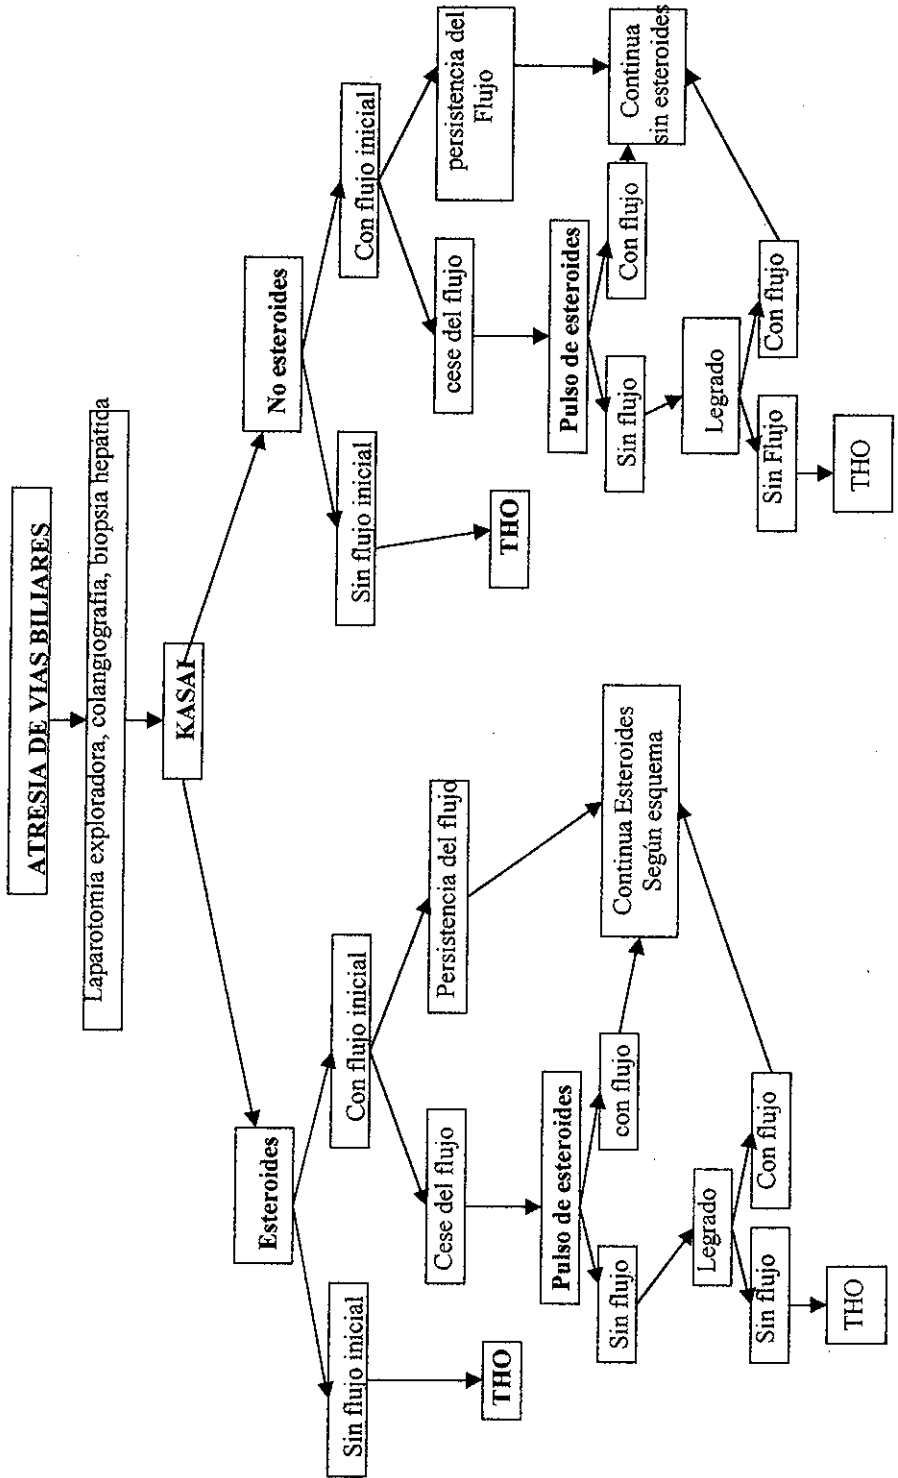 ATRESIA DE VIAS BILIARES
Laparotomia exploradora, colangiografia, biopsia hepatida
KASAI
Esteroides
No esteroides
Sin flujo inicial
Con flujo inicial
Sin flujo inicial
Con flujo inicial
THO
Cese del flujo
Persistencia del flujo
THO
cese del flujo
persistencia del
Flujo
Pulso de esteroides
Pulso de esteroides
Sin flujo
con flujo
Continua Esteroides
Según esquema
Sin flujo
Con flujo
Continua
sin esteroides
Legrado
Legrado
Sin flujo
Con flujo
Sin Flujo
Con flujo
THO
THO